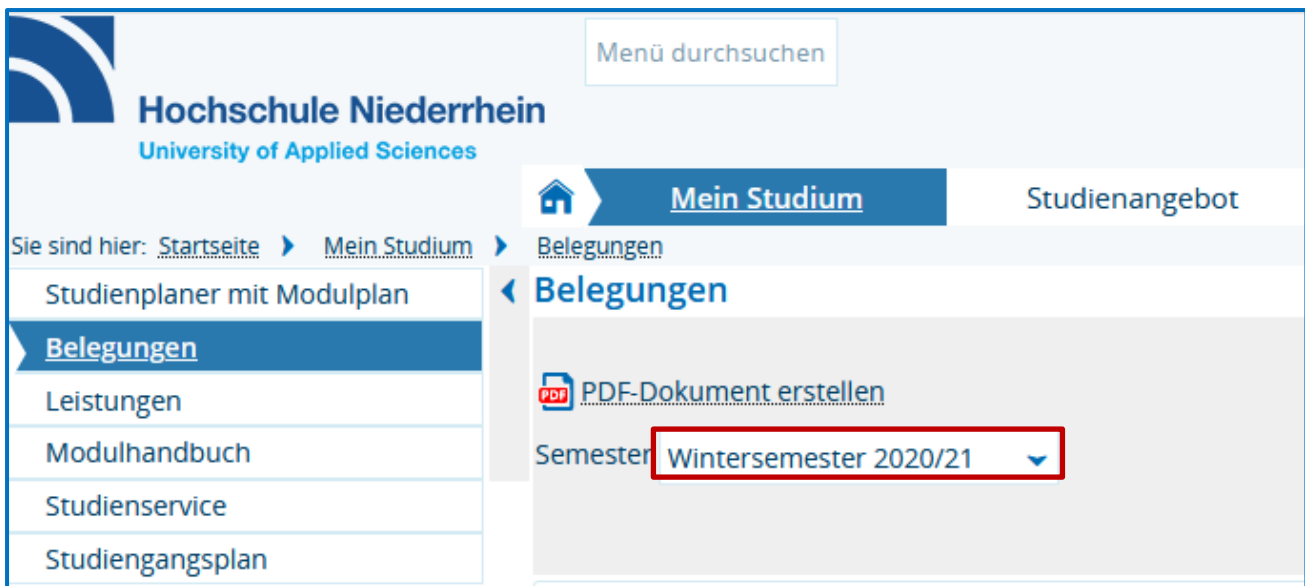 Menü durchsuchen
Hochschule Niederrhein
University of Applied Sciences
Mein Studium
Studienangebot
Sie sind hier: Startseite Mein Studium Belegungen
Studienplaner mit Modulplan
Belegungen
Leistungen
Modulhandbuch
Studienservice
Studiengangsplan
Belegungen
PDF PDF-Dokument erstellen
Semester Wintersemester 2020/21